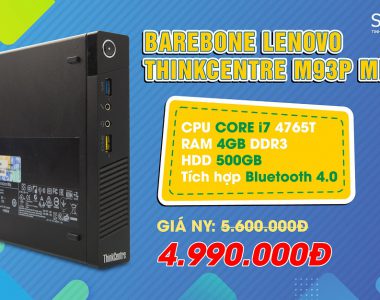 BAREBONE LENOVO
THINKCENTRE M93P
CPU CORE i7 4765T
RAM 4GB DDR3
HDD 500GB
Tích hợp Bluetooth 4.0
GIÁ NY: 5.600.000Đ
4.990.000Đ
ThinkCentre